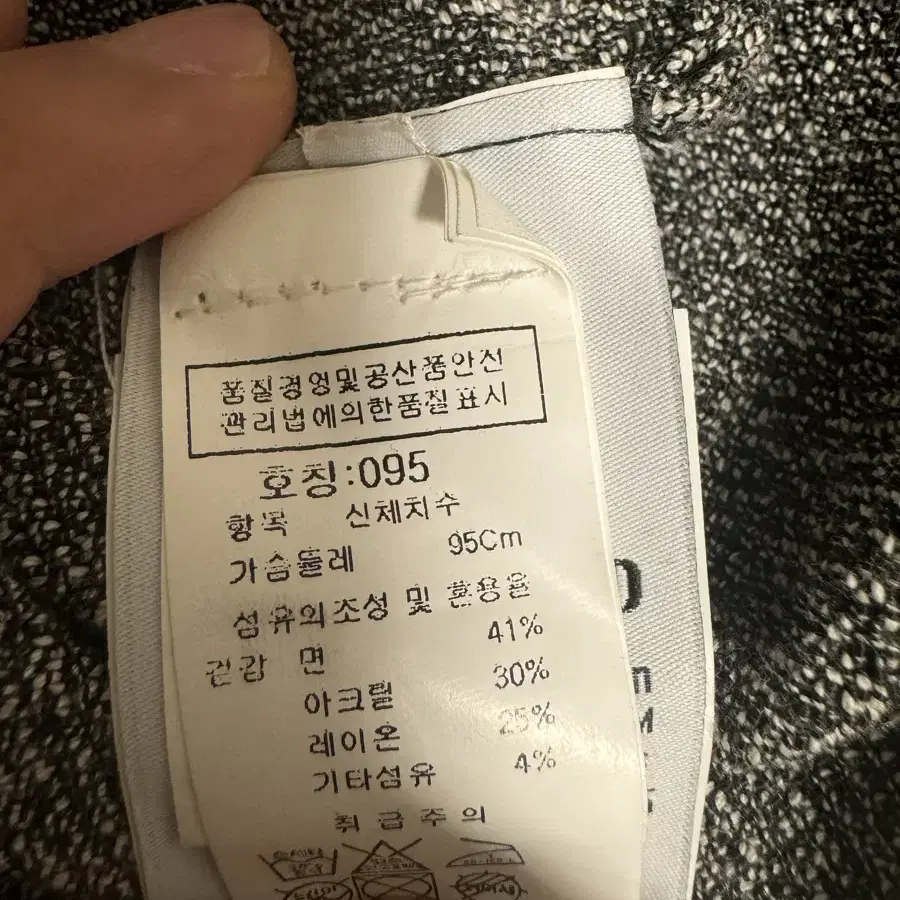 품질경영및공산품안전
관리법에의한품질표시
호칭:095
항목 신체치수
가슴둘레 95Cm
섬유의조성 및 혼용율
겉감 면 41%
아크릴 30%
레이온 25%
기타섬유 4%
취급주의